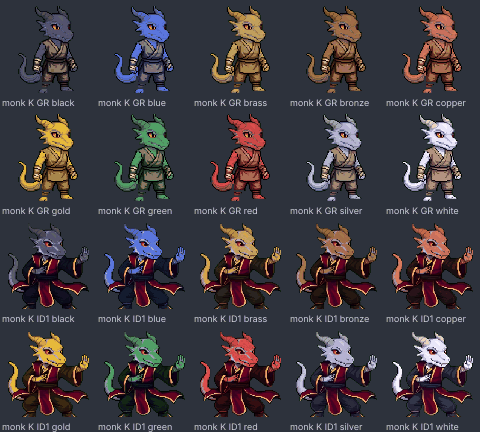 monk K GR black monk K GR blue monk K GR brass monk K GR bronze monk K GR copper
monk K GR gold monk K GR green monk K GR red monk K GR silver monk K GR white
monk K ID1 black monk K ID1 blue monk K ID1 brass monk K ID1 bronze monk K ID1 copper
monk K ID1 gold monk K ID1 green monk K ID1 red monk K ID1 silver monk K ID1 white